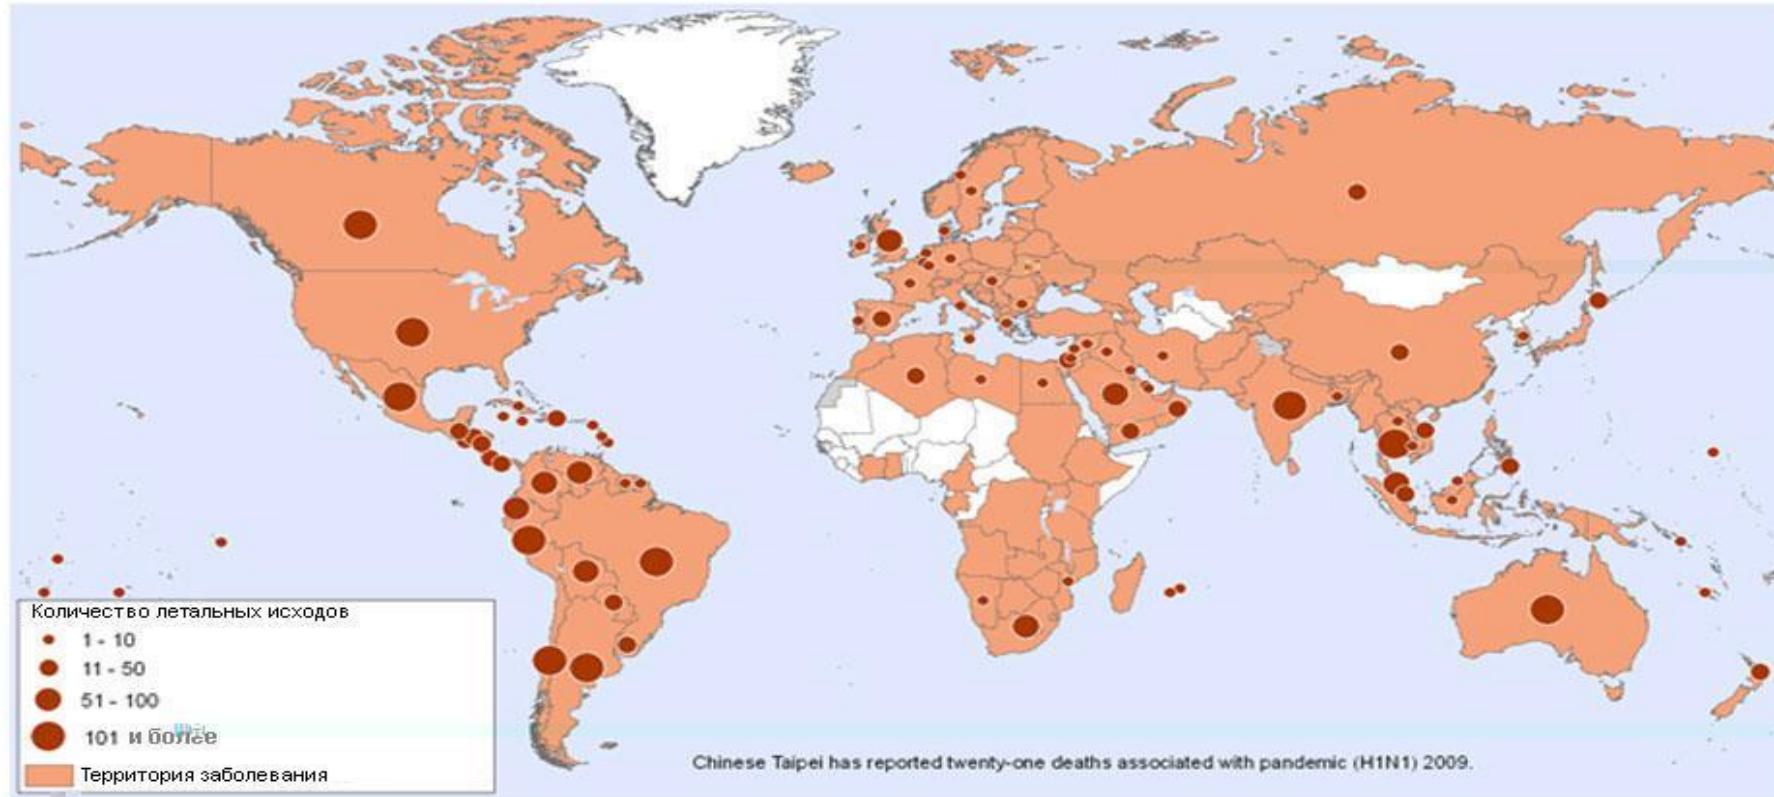 Количество летальных исходов
1 - 10
11 - 50
51 - 100
101 и более
Территория заболевания
Chinese Taipei has reported twenty-one deaths associated with pandemic (H1N1) 2009.